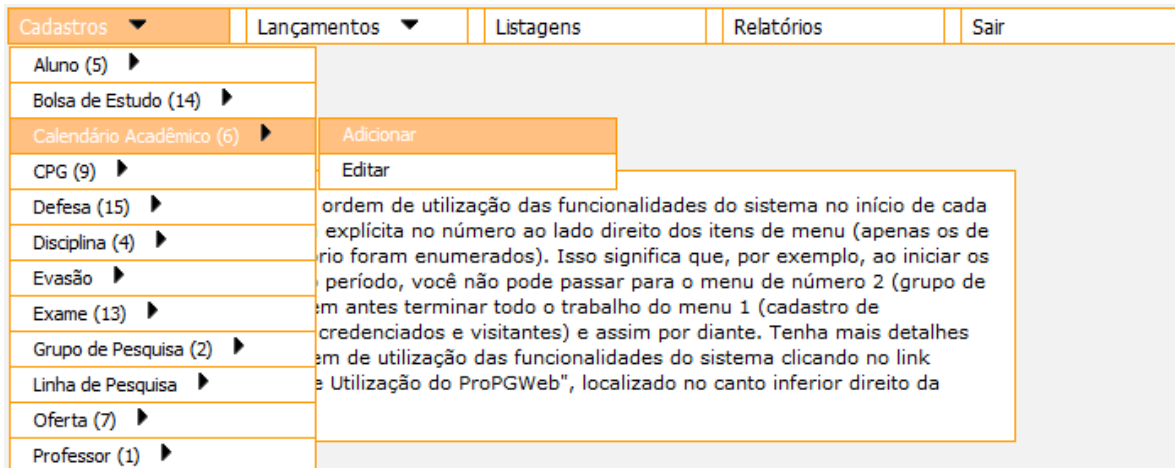 Cadastros Lançamentos Listagens Relatórios Sair
Aluno (5)
Bolsa de Estudo (14)
Calendário Acadêmico (6)
CPG (9)
Defesa (15)
Disciplina (4)
Evasão
Exame (13)
Grupo de Pesquisa (2)
Linha de Pesquisa
Oferta (7)
Professor (1)
Adicionar
Editar
ordem de utilização das funcionalidades do sistema no início de cada
explícita no número ao lado direito dos itens de menu (apenas os de
foram enumerados). Isso significa que, por exemplo, ao iniciar os
período, você não pode passar para o menu de número 2 (grupo de
antes terminar todo o trabalho do menu 1 (cadastro de
credenciados e visitantes) e assim por diante. Tenha mais detalhes
de utilização das funcionalidades do sistema clicando no link
Utilização do ProPGWeb", localizado no canto inferior direito da